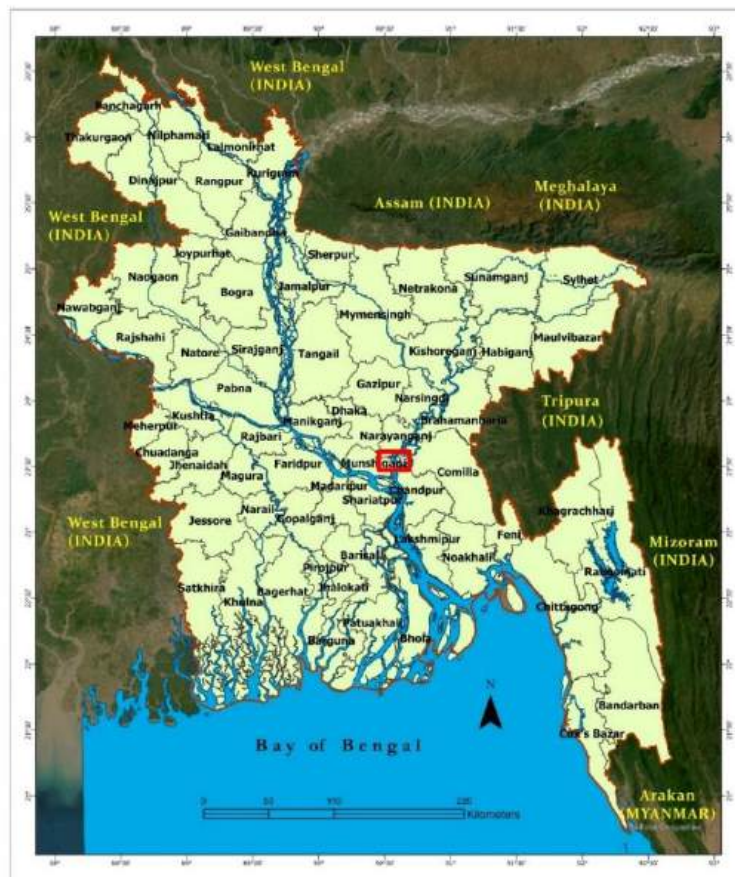 West Bengal
(INDIA)
Panchagarh
Thakurgaon
Nilphamari
Lalmonirhat
Kurigram
Dinajpur
Rangpur
Assam (INDIA)
Meghalaya
(INDIA)
West Bengal
(INDIA)
Gaibandha
Joypurhat
Sherpur
Sunamganj
Sylhet
Naogaon
Bogra
Jamalpur
Netrakona
Nawabganj
Mymensingh
Rajshahi
Natore
Sirajganj
Tangail
Kishoreganj
Habiganj
Maulvibazar
Pabna
Gazipur
Narsingdi
Tripura
(INDIA)
Kushtia
Meherpur
Manikganj
Dhaka
Brahamanbaria
Rajbari
Narayanganj
Chuadanga
Jhenaidah
Faridpur
Munshiganj
Comilla
Magura
Madaripur
Chandpur
Shariatpur
Khagrachhari
Narail
Jessore
Gopalganj
West Bengal
(INDIA)
Lakshmipur
Feni
Mizoram
(INDIA)
Barisal
Noakhali
Pirojpur
Rangamati
Satkhira
Bagerhat
Jhalokati
Khulna
Chittagong
Patuakhali
Barguna
Bhola
N
Bandarban
Bay of Bengal
Cox's Bazar
Arakan
(MYANMAR)
0
Kilometers